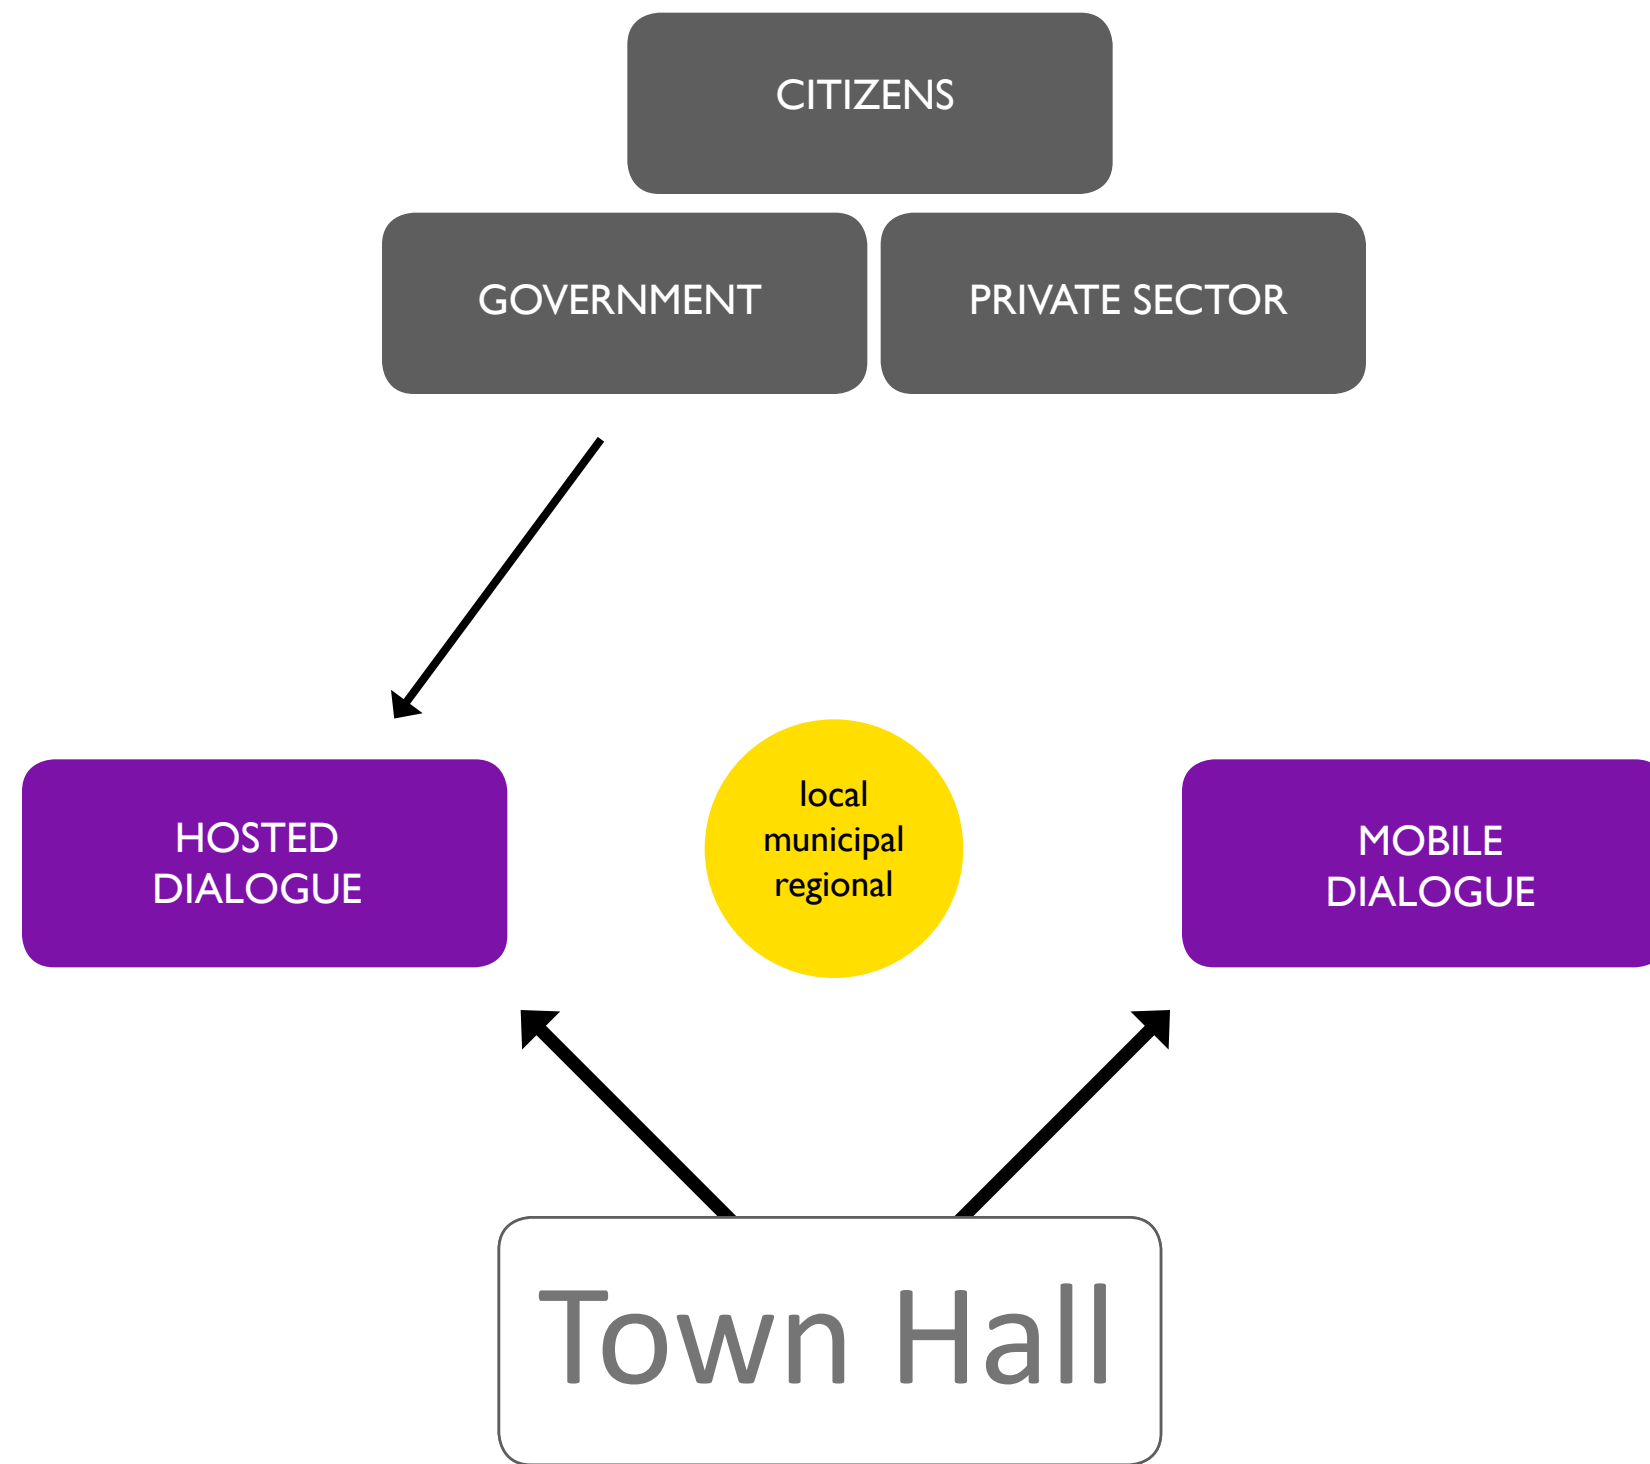 CITIZENS
GOVERNMENT
PRIVATE SECTOR
HOSTED
DIALOGUE
local
municipal
regional
MOBILE
DIALOGUE
Town Hall